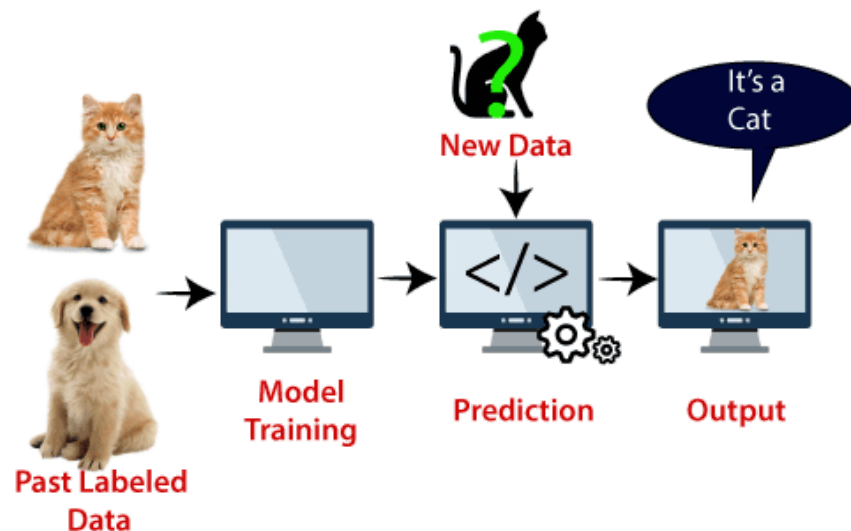 ?
New Data
It's a
Cat
</>
Model
Training
Prediction
Output
Past Labeled
Data